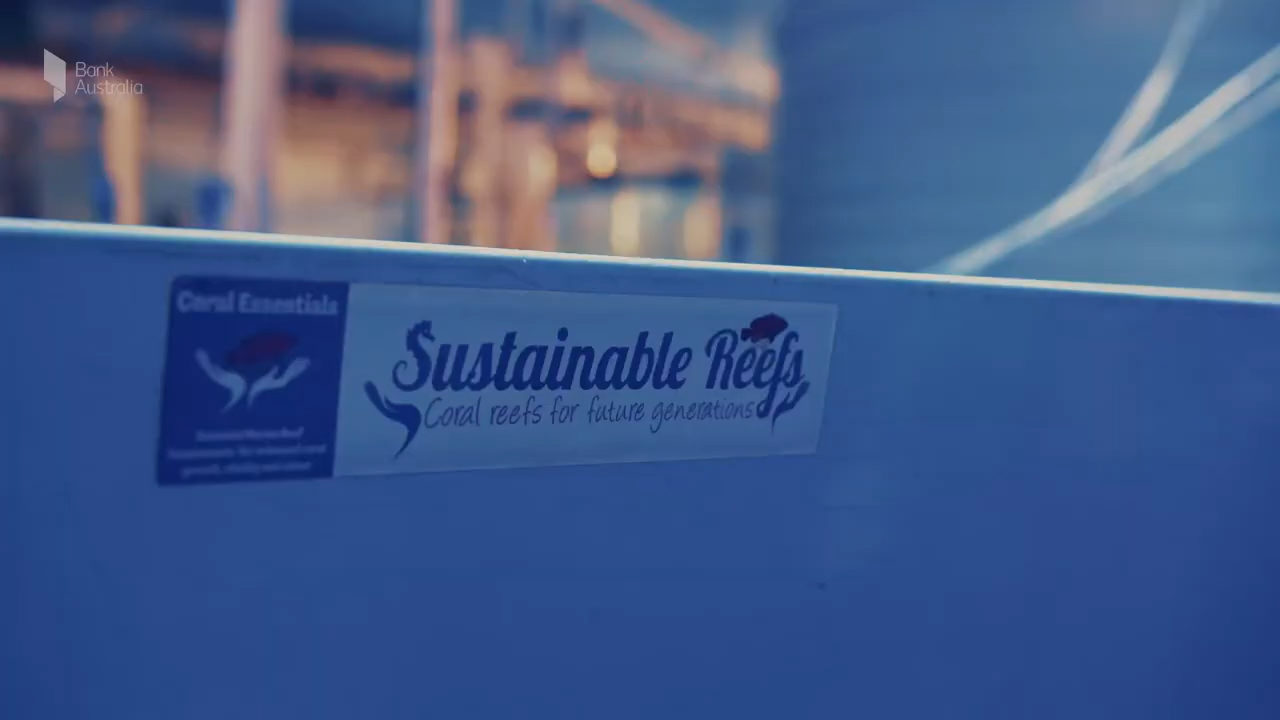 Bank
Australia
Coral Essentials
Sustainable Reefs
Coral reefs for future generations